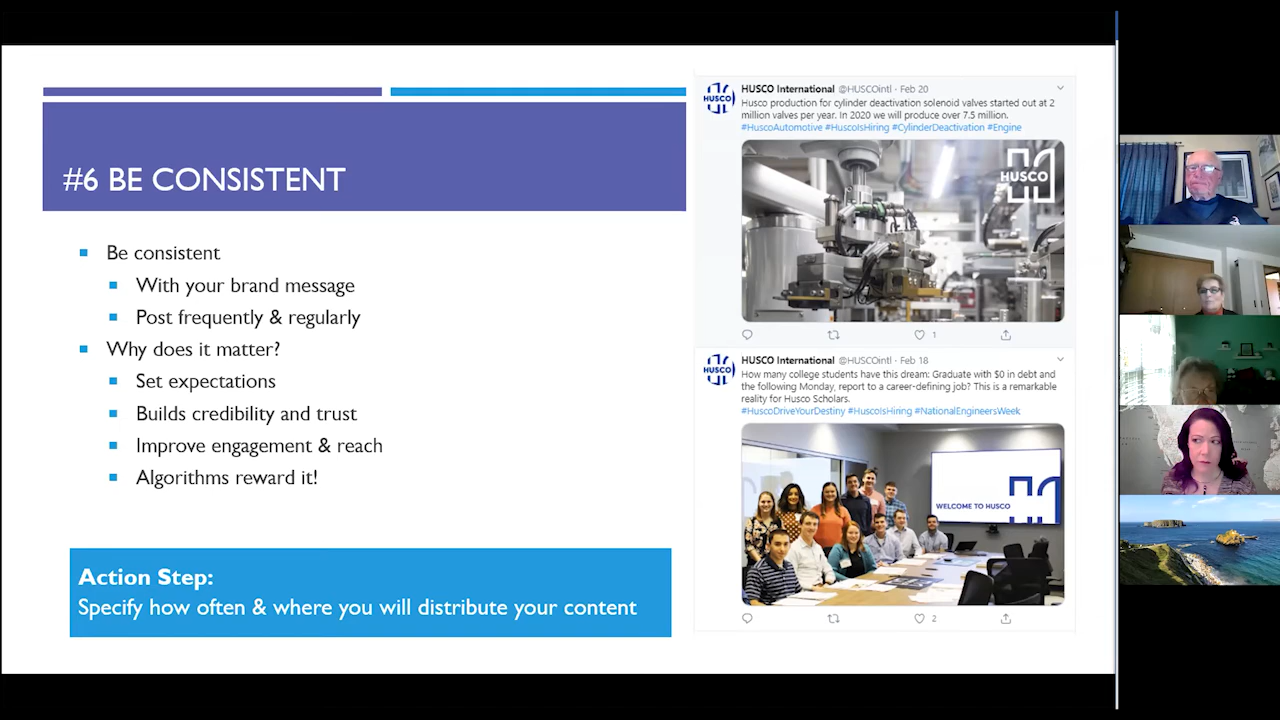 #6 BE CONSISTENT
Be consistent
With your brand message
Post frequently & regularly
Why does it matter?
Set expectations
Builds credibility and trust
Improve engagement & reach
Algorithms reward it!
Action Step:
Specify how often & where you will distribute your content
HUSCO
HUSCO International @HUSCOintl · Feb 20
Husco production for cylinder deactivation solenoid valves started out at 2
million valves per year. In 2020 we will produce over 7.5 million.
#HuscoAutomotive #HuscoIsHiring #CylinderDeactivation #Engine
HUSCO
1
HUSCO
HUSCO International @HUSCOintl · Feb 18
How many college students have this dream: Graduate with $0 in debt and
the following Monday, report to a career-defining job? This is a remarkable
reality for Husco Scholars.
#HuscoDriveYourDestiny #HuscoIsHiring #NationalEngineersWeek
WELCOME TO HUSCO
2